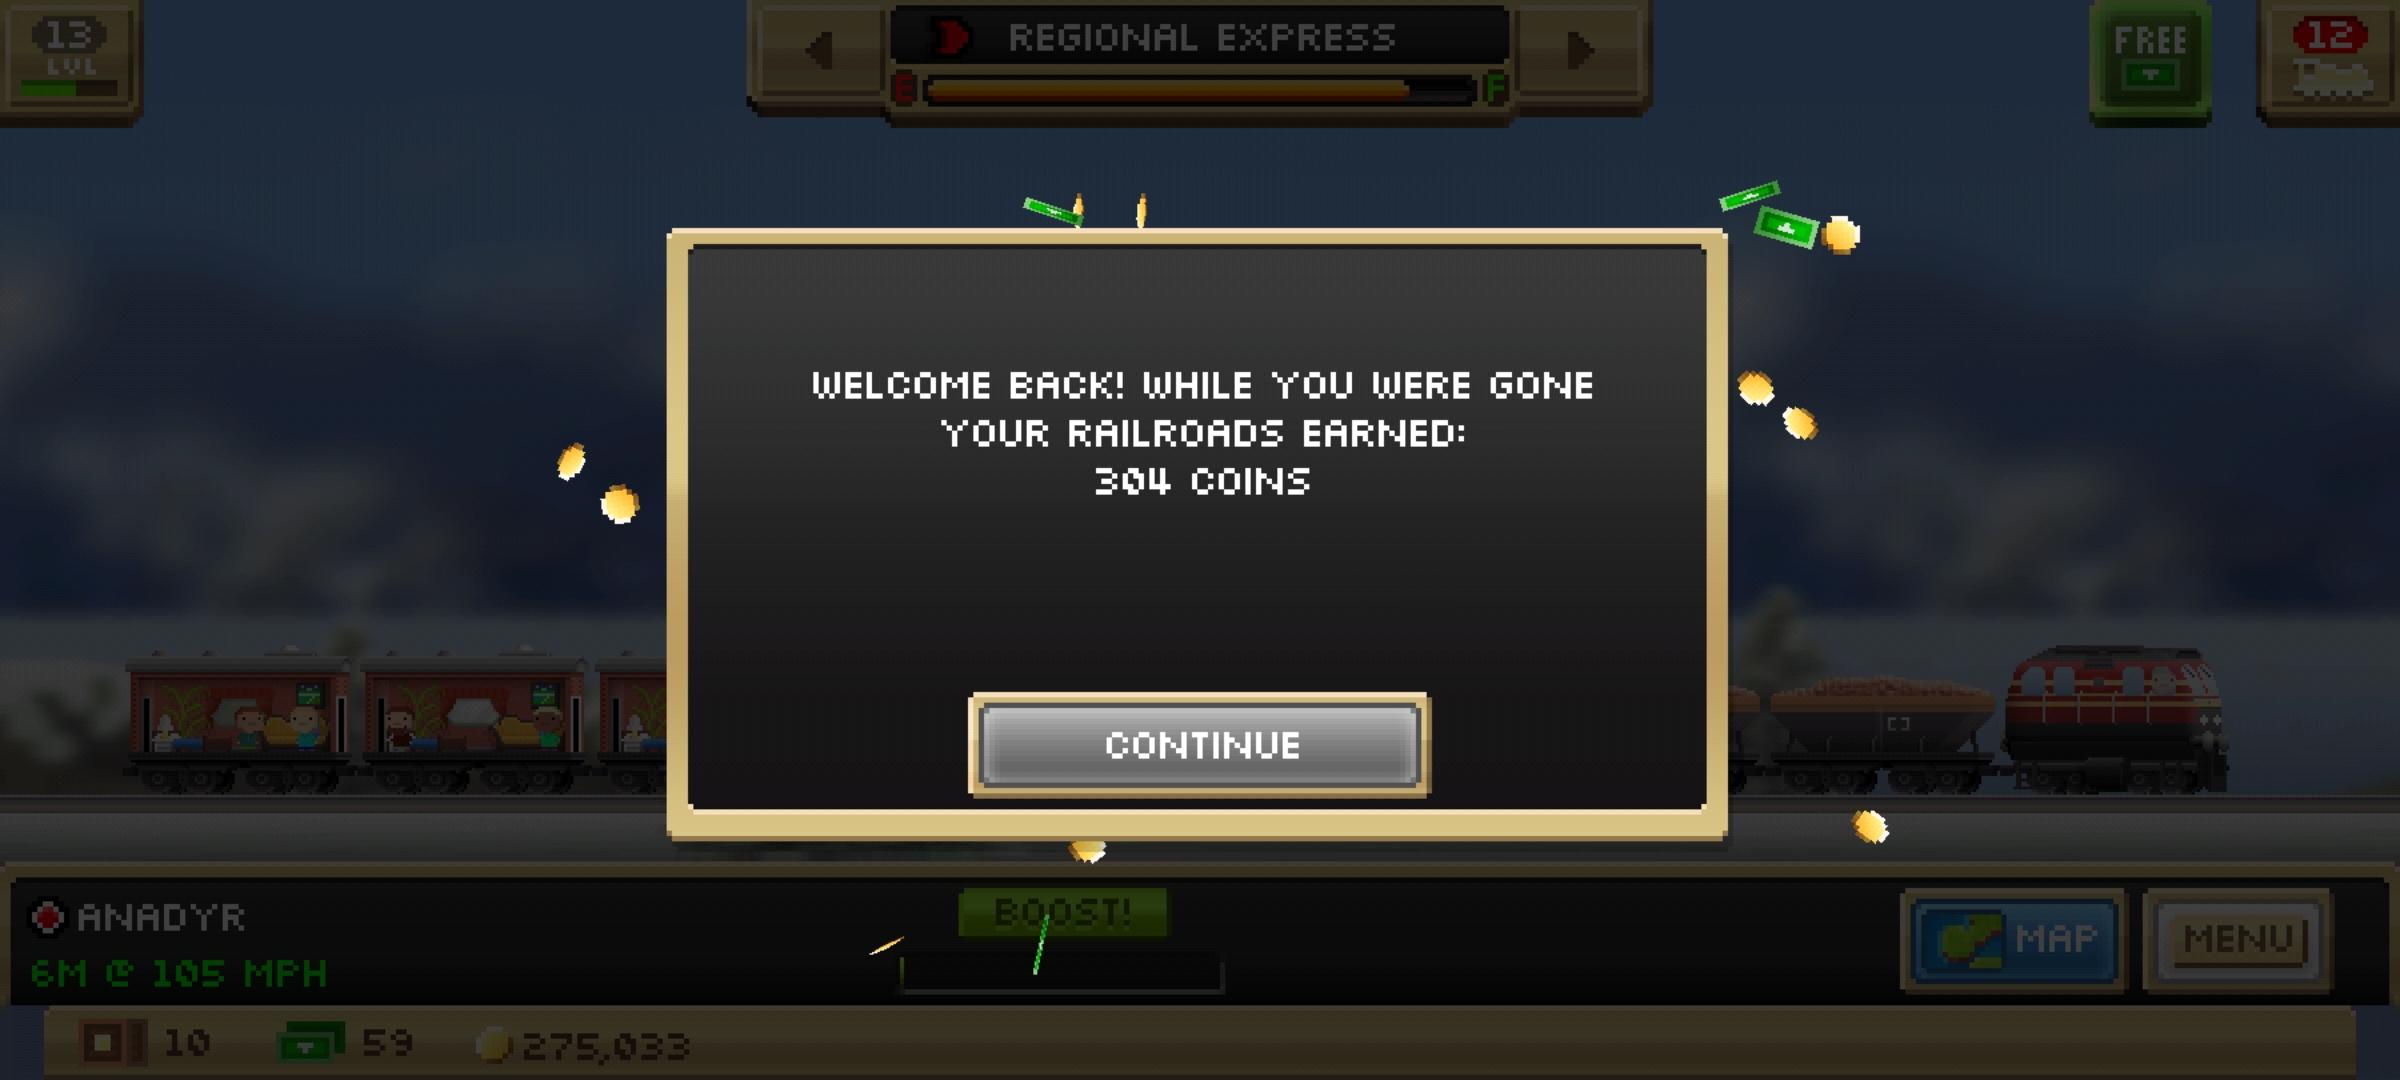 13
LVL
REGIONAL EXPRESS
E
F
FREE
12
WELCOME BACK! WHILE YOU WERE GONE
YOUR RAILROADS EARNED:
304 COINS
CONTINUE
ANADYR
6M @ 105 MPH
BOOST!
MAP
MENU
10
59
275,033